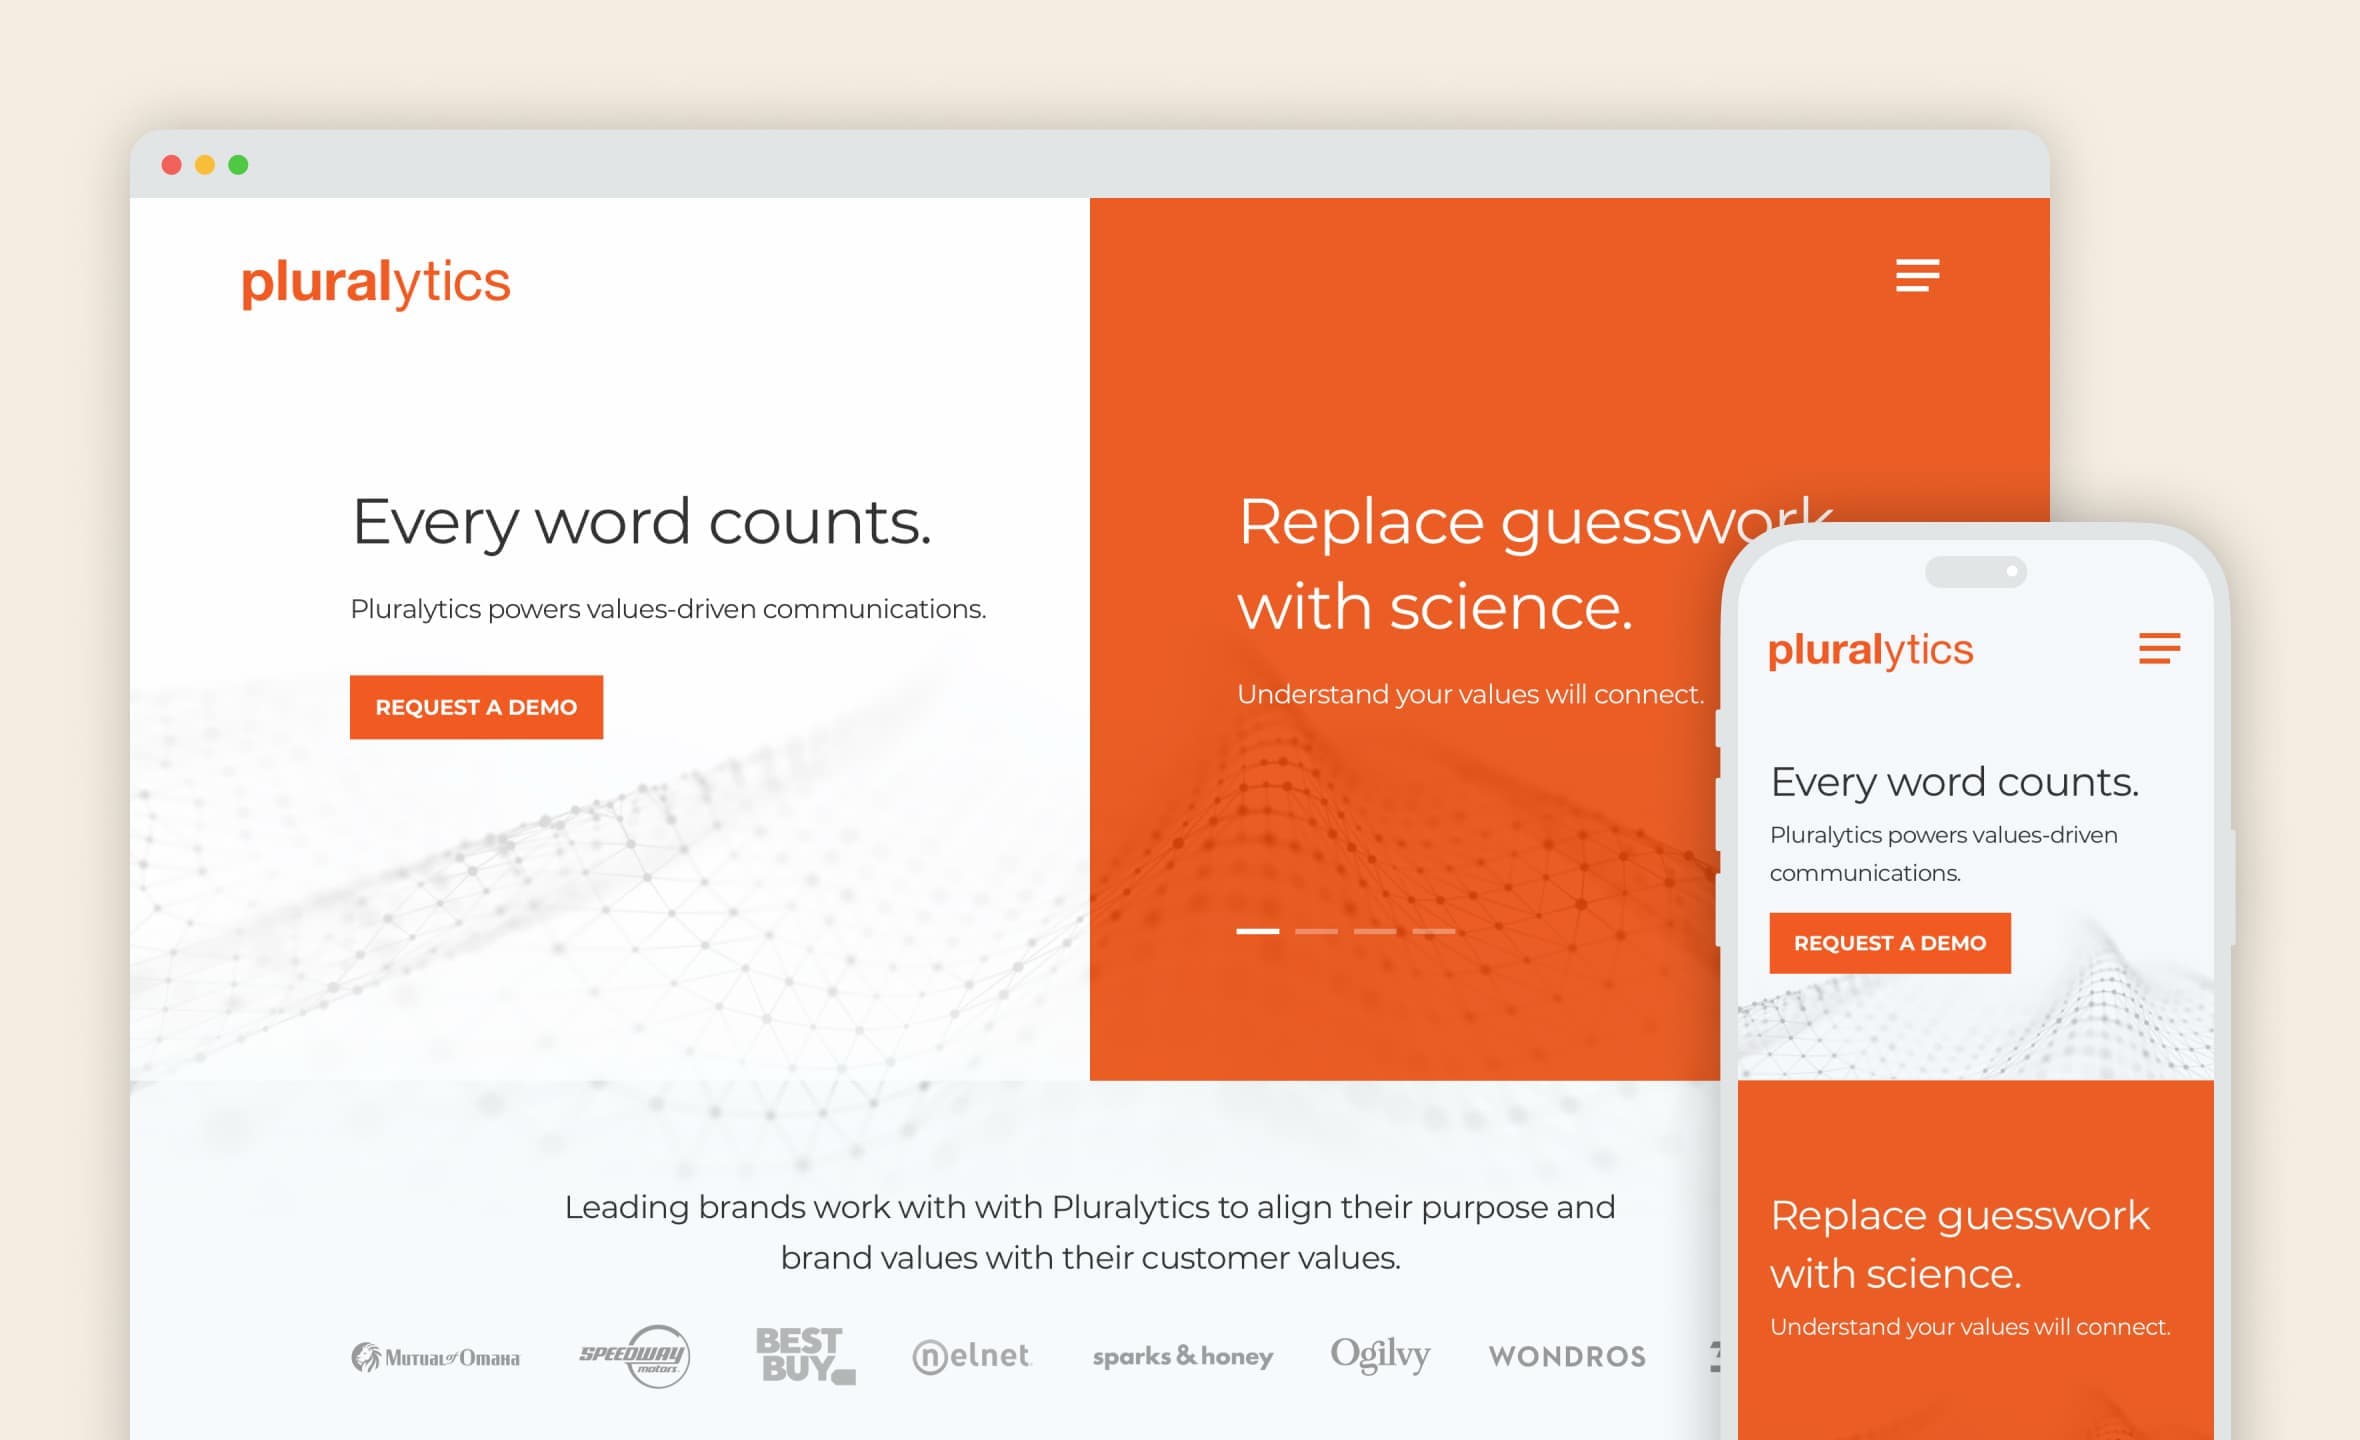 pluralytics
Every word counts.
Pluralytics powers values-driven communications.
REQUEST A DEMO
Replace guesswork
with science.
Understand your values will connect.
Leading brands work with with Pluralytics to align their purpose and
brand values with their customer values.
Mutual of Omaha
SPEEDWAY
motors
BEST
BUY
nelnet
sparks & honey
Ogilvy
WONDROS
pluralytics
Every word counts.
Pluralytics powers values-driven
communications.
REQUEST A DEMO
Replace guesswork
with science.
Understand your values will connect.